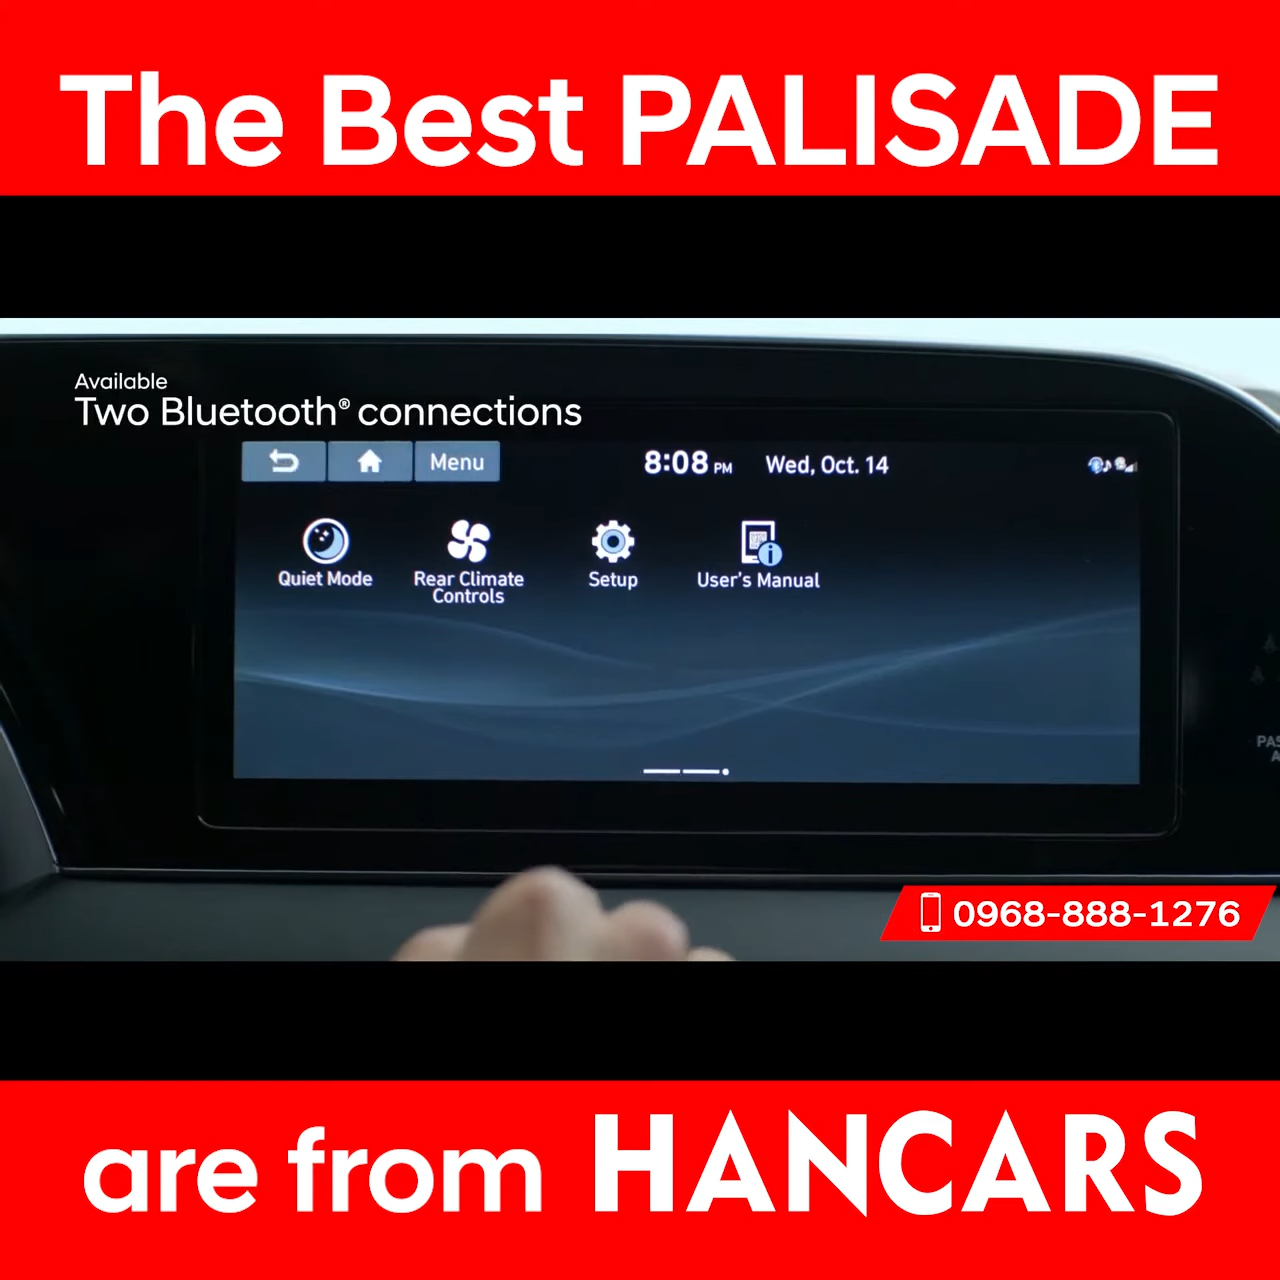 The Best PALISADE
Available
Two Bluetooth® connections
Menu
8:08 PM
Wed, Oct. 14
Quiet Mode
Rear Climate
Controls
Setup
User's Manual
0968-888-1276
are from HANCARS